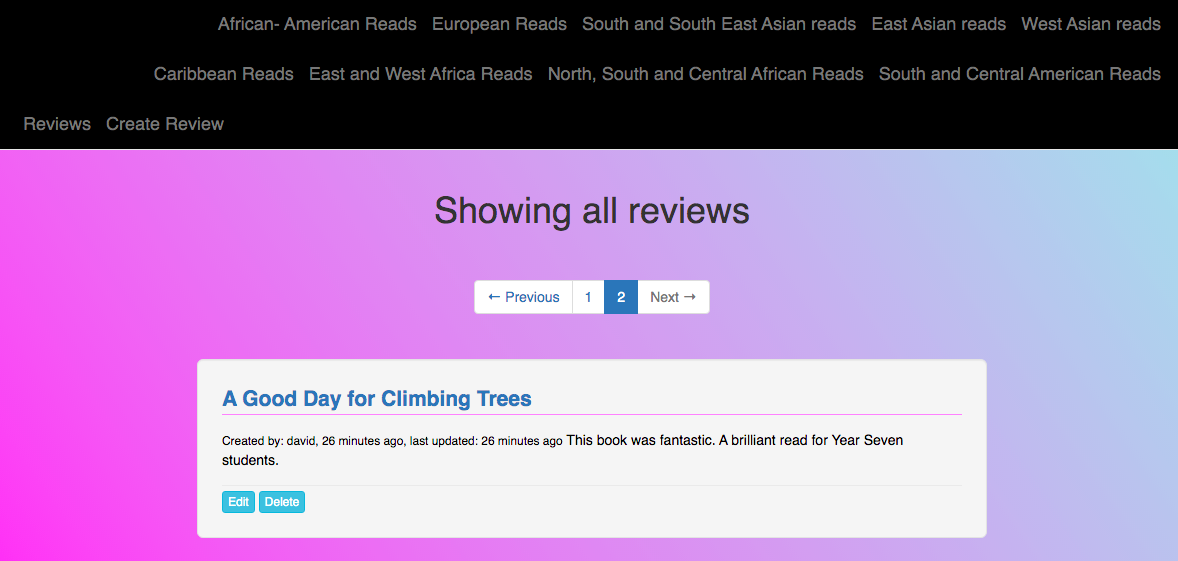 African- American Reads European Reads South and South East Asian reads East Asian reads West Asian reads
Caribbean Reads East and West Africa Reads North, South and Central African Reads South and Central American Reads
Reviews Create Review
Showing all reviews
← Previous 1 2 Next →
A Good Day for Climbing Trees
Created by: david, 26 minutes ago, last updated: 26 minutes ago This book was fantastic. A brilliant read for Year Seven
students.
Edit Delete